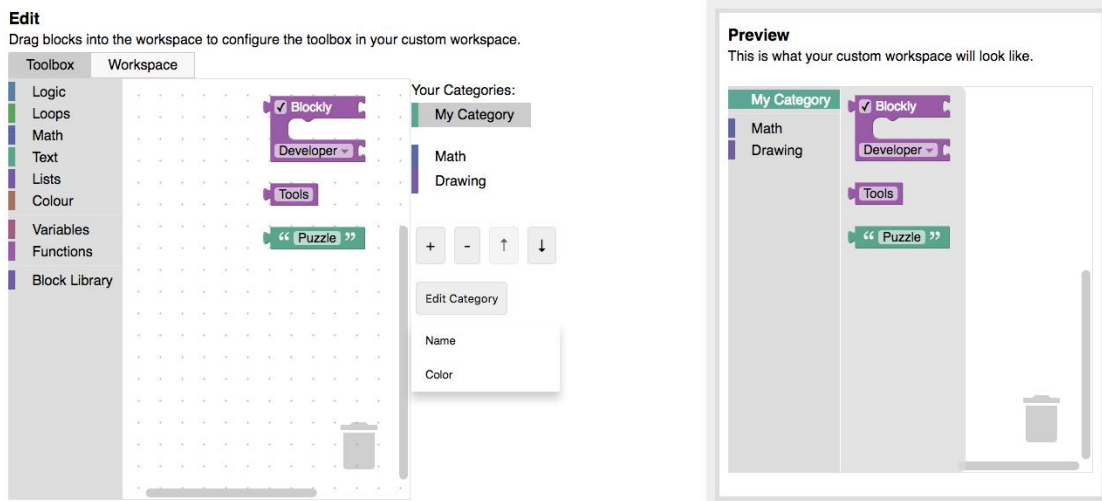 Edit
Drag blocks into the workspace to configure the toolbox in your custom workspace.
Toolbox Workspace
Logic
Loops
Math
Text
Lists
Colour
Variables
Functions
Block Library
✓ Blockly
Developer
Tools
“ Puzzle ”
Your Categories:
My Category
Math
Drawing
+ - ↑ ↓
Edit Category
Name
Color
Preview
This is what your custom workspace will look like.
My Category
Math
Drawing
✓ Blockly
Developer
Tools
“ Puzzle ”